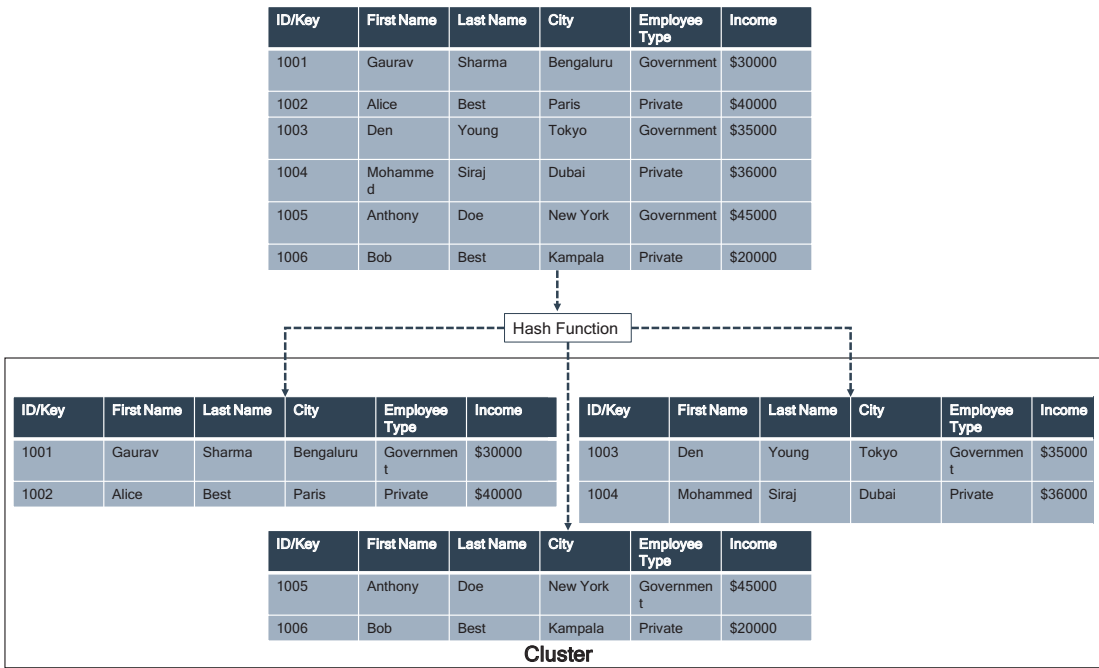 ID/Key First Name Last Name City Employee Type Income
1001 Gaurav Sharma Bengaluru Government $30000
1002 Alice Best Paris Private $40000
1003 Den Young Tokyo Government $35000
1004 Mohammed Siraj Dubai Private $36000
1005 Anthony Doe New York Government $45000
1006 Bob Best Kampala Private $20000
Hash Function
ID/Key First Name Last Name City Employee Type Income
1001 Gaurav Sharma Bengaluru Government $30000
1002 Alice Best Paris Private $40000
ID/Key First Name Last Name City Employee Type Income
1003 Den Young Tokyo Government $35000
1004 Mohammed Siraj Dubai Private $36000
ID/Key First Name Last Name City Employee Type Income
1005 Anthony Doe New York Government $45000
1006 Bob Best Kampala Private $20000
Cluster